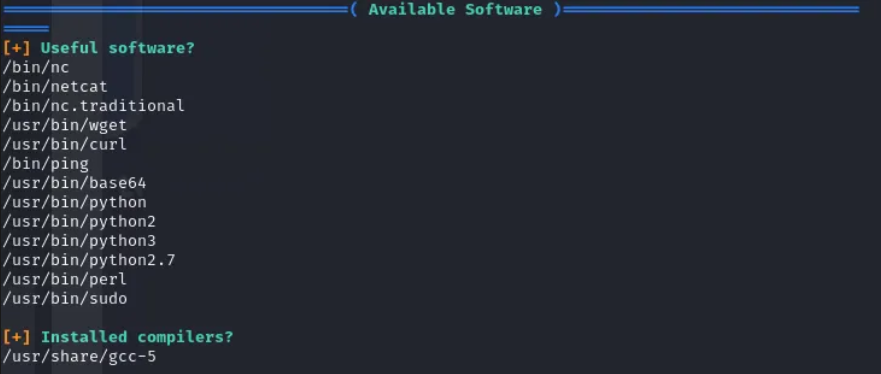 ══════════════════════════════════════( Available Software )══════════════════════════════════
═════
[+] Useful software?
/bin/nc
/bin/netcat
/bin/nc.traditional
/usr/bin/wget
/usr/bin/curl
/bin/ping
/usr/bin/base64
/usr/bin/python
/usr/bin/python2
/usr/bin/python3
/usr/bin/python2.7
/usr/bin/perl
/usr/bin/sudo
[+] Installed compilers?
/usr/share/gcc-5